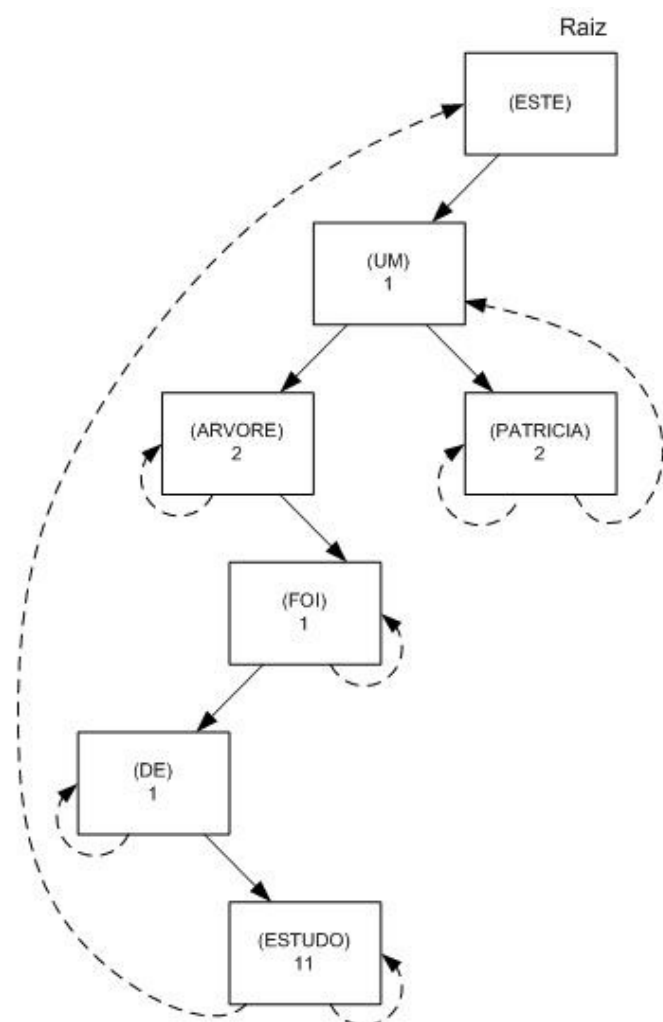 Raiz
(ESTE)
(UM)
1
(ARVORE)
2
(PATRICIA)
2
(FOI)
1
(DE)
1
(ESTUDO)
11